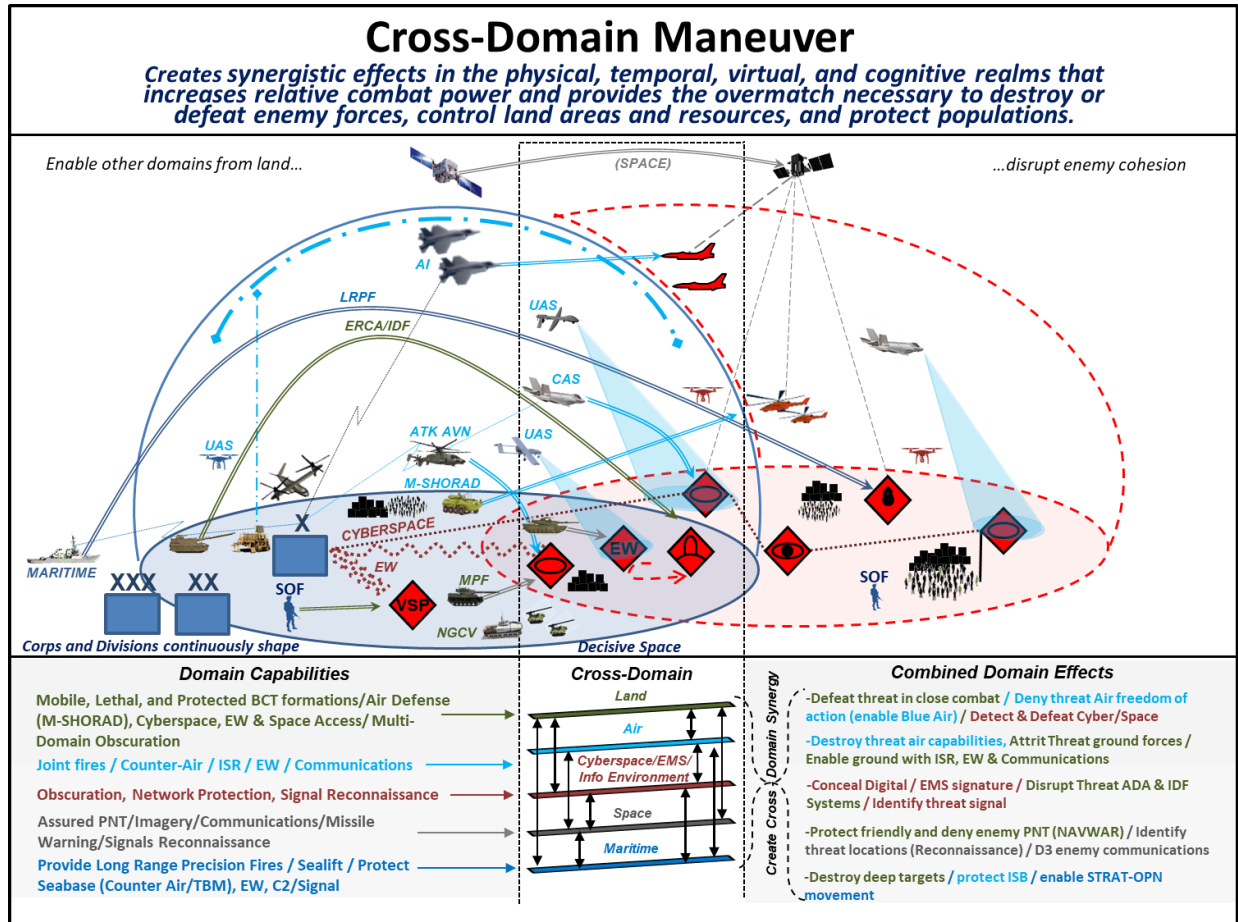 Cross-Domain Maneuver
Creates synergistic effects in the physical, temporal, virtual, and cognitive realms that
increases relative combat power and provides the overmatch necessary to destroy or
defeat enemy forces, control land areas and resources, and protect populations.
Enable other domains from land…
(SPACE)
…disrupt enemy cohesion
AI
LRPF
UAS
ERCA/IDF
CAS
ATK AVN
UAS
UAS
M-SHORAD
X
CYBERSPACE
EW
MARITIME
EW
XXX
XX
SOF
VSP
MPF
SOF
NGCV
Corps and Divisions continuously shape
Decisive Space
Domain Capabilities
Mobile, Lethal, and Protected BCT formations/Air Defense
(M-SHORAD), Cyberspace, EW & Space Access/ Multi-
Domain Obscuration
Joint fires / Counter-Air / ISR / EW / Communications
Obscuration, Network Protection, Signal Reconnaissance
Assured PNT/Imagery/Communications/Missile
Warning/Signals Reconnaissance
Provide Long Range Precision Fires / Sealift / Protect
Seabase (Counter Air/TBM), EW, C2/Signal
Cross-Domain
Land
Air
Cyberspace/EMS/
Info Environment
Space
Maritime
Create Cross Domain Synergy
Combined Domain Effects
-Defeat threat in close combat / Deny threat Air freedom of
action (enable Blue Air) / Detect & Defeat Cyber/Space
-Destroy threat air capabilities, Attrit Threat ground forces /
Enable ground with ISR, EW & Communications
-Conceal Digital / EMS signature / Disrupt Threat ADA & IDF
Systems / Identify threat signal
-Protect friendly and deny enemy PNT (NAVWAR) / Identify
threat locations (Reconnaissance) / D3 enemy communications
-Destroy deep targets / protect ISB / enable STRAT-OPN
movement